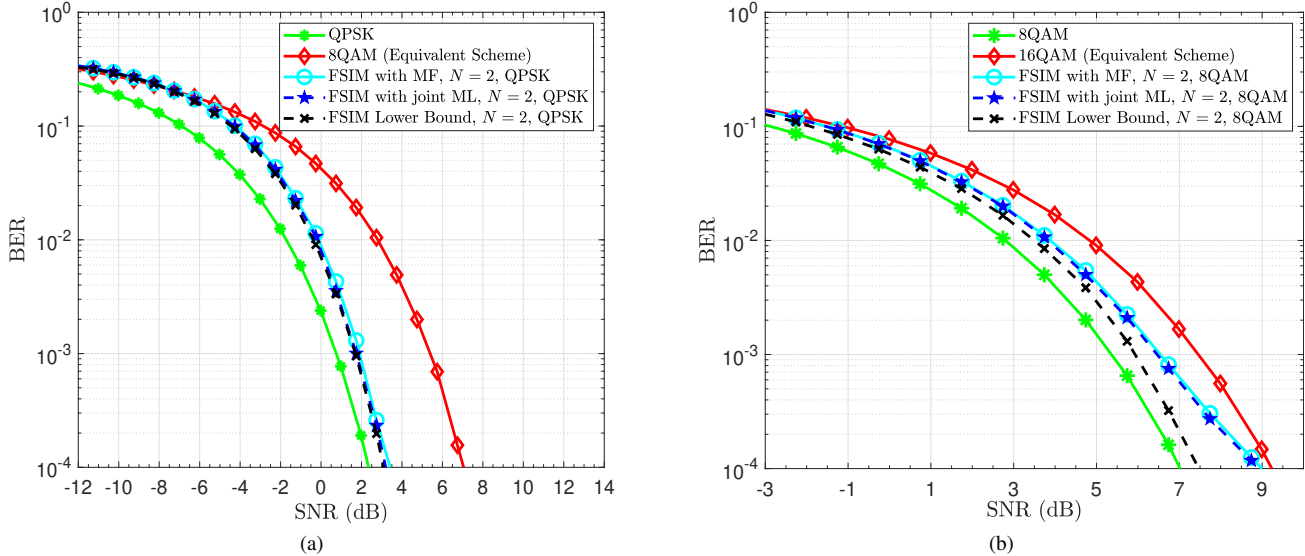 10^0
10^-1
10^-2
10^-3
10^-4
BER
QPSK
8QAM (Equivalent Scheme)
FSIM with MF, N = 2, QPSK
FSIM with joint ML, N = 2, QPSK
FSIM Lower Bound, N = 2, QPSK
-12 -10 -8 -6 -4 -2 0 2 4 6 8 10 12 14
SNR (dB)
(a)
10^0
10^-1
10^-2
10^-3
10^-4
BER
8QAM
16QAM (Equivalent Scheme)
FSIM with MF, N = 2, 8QAM
FSIM with joint ML, N = 2, 8QAM
FSIM Lower Bound, N = 2, 8QAM
-3 -1 1 3 5 7 9
SNR (dB)
(b)